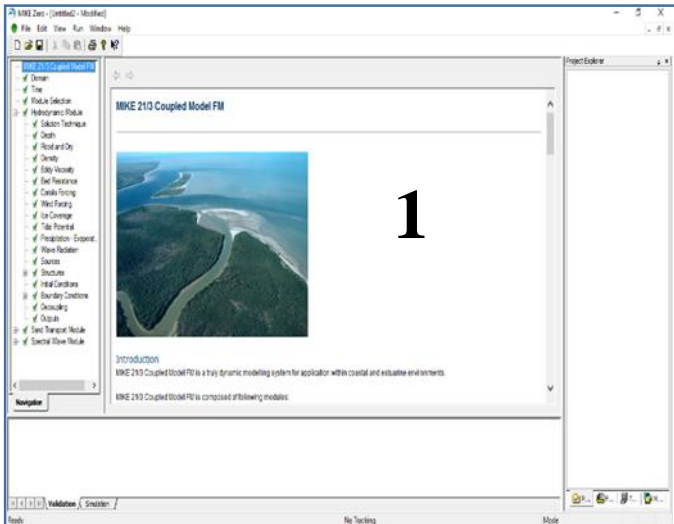 MIKE Zero - [Untitled2 - Modified]
File Edit View Run Window Help
MIKE 21/3 Coupled Model FM
Domain
Time
Module Selection
Hydrodynamic Module
Solution Technique
Depth
Flood and Dry
Density
Eddy Viscosity
Bed Resistance
Coriolis Forcing
Wind Forcing
Ice Coverage
Tidal Potential
Precipitation - Evaporat..
Wave Radiation
Sources
Structures
Initial Conditions
Boundary Conditions
Decoupling
Outputs
Sand Transport Module
Spectral Wave Module
Navigation
MIKE 21/3 Coupled Model FM
1
Introduction
MIKE 21/3 Coupled Model FM is a truly dynamic modelling system for application within coastal and estuarine environments.
MIKE 21/3 Coupled Model FM is composed of following modules:
Project Explorer
Validation Simulation
Ready No Tracking Mode